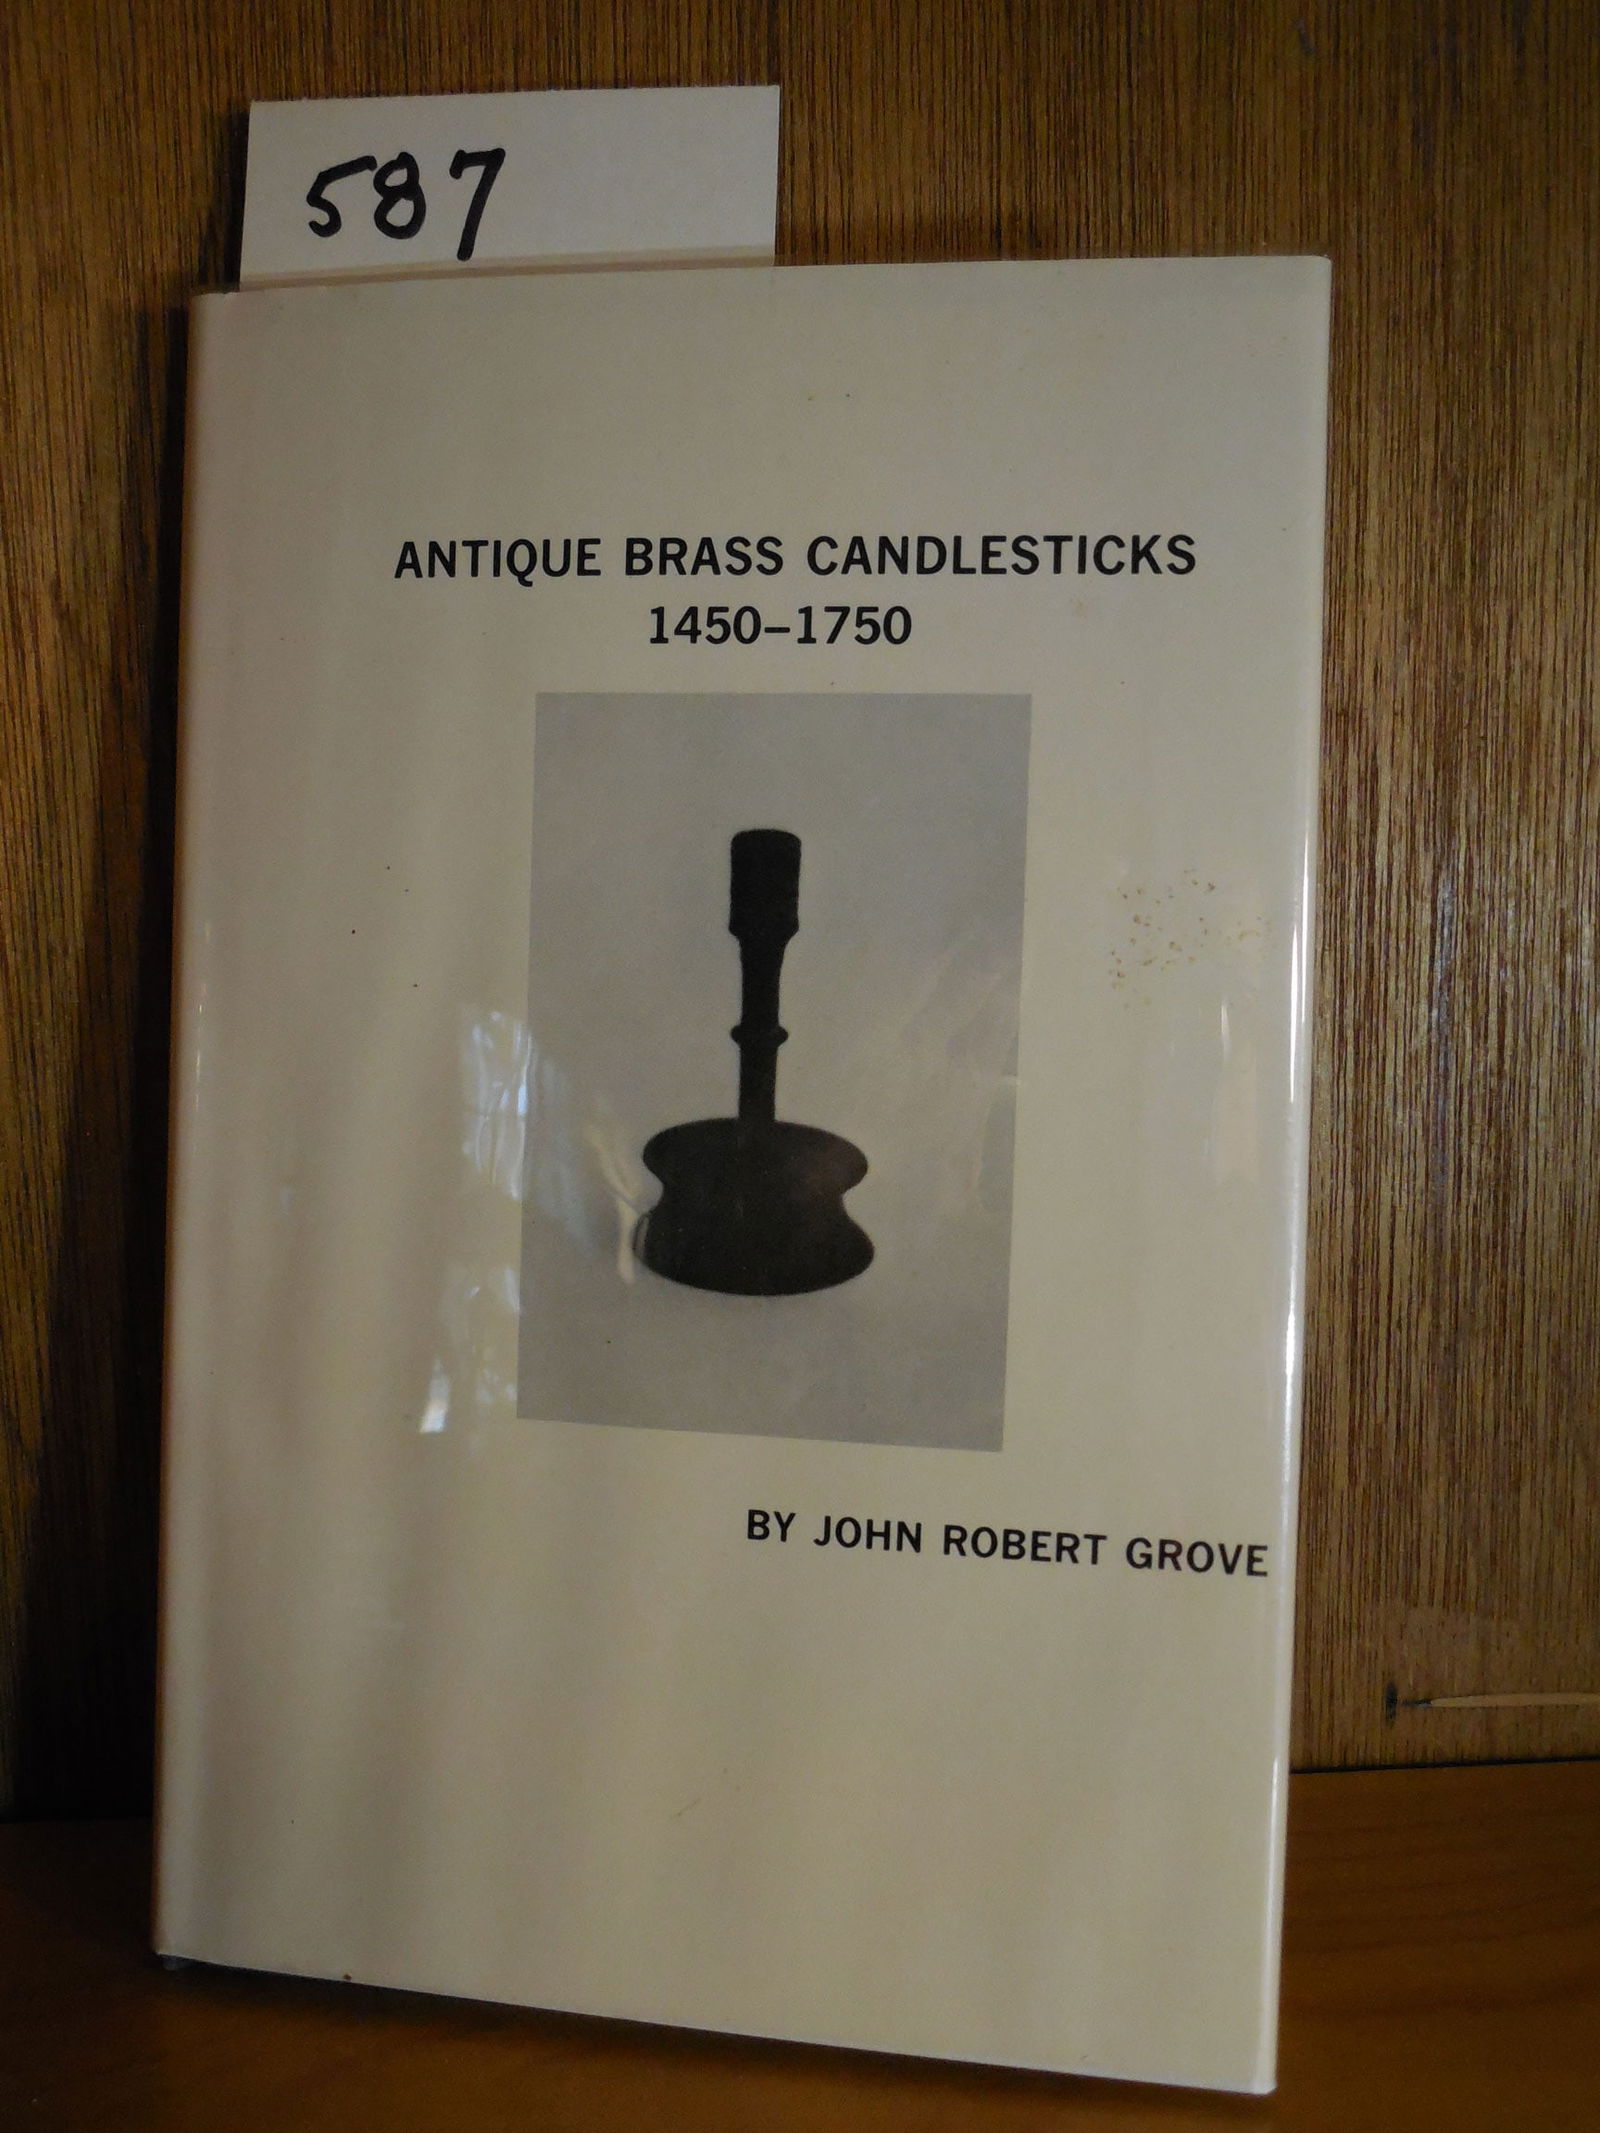 587
ANTIQUE BRASS CANDLESTICKS
1450–1750
BY JOHN ROBERT GROVE